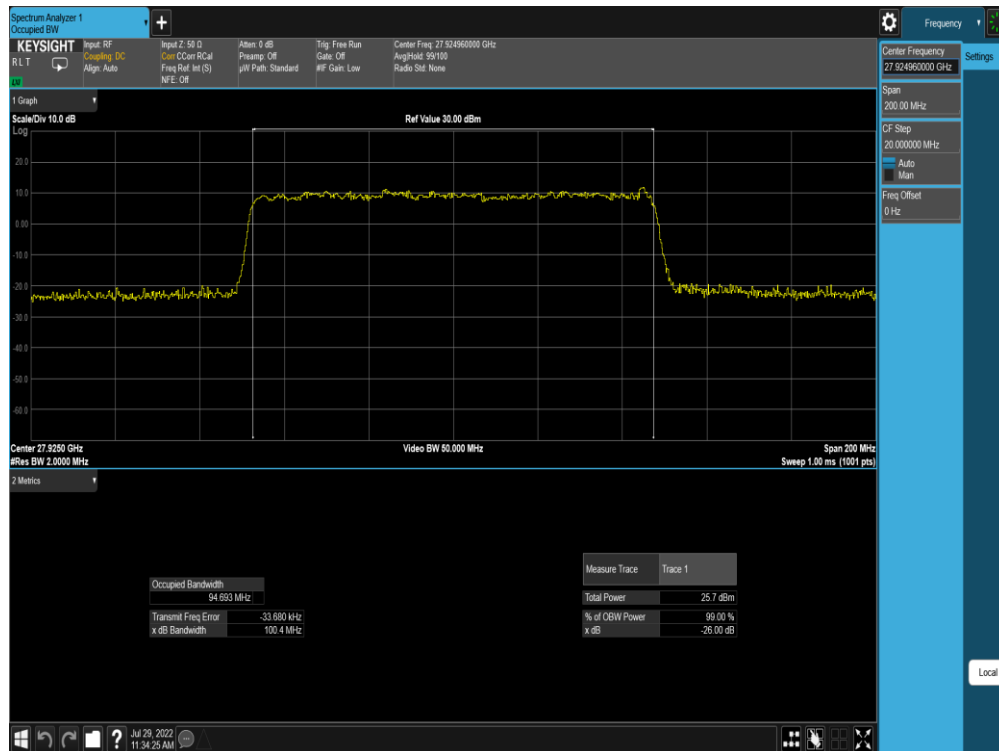 Spectrum Analyzer 1
Occupied BW
Frequency
KEYSIGHT
R L T
LXI
Input: RF
Coupling: DC
Align: Auto
Input Z: 50 Ω
Corr CCorr RCal
Freq Ref: Int (S)
NFE: Off
Atten: 0 dB
Preamp: Off
µW Path: Standard
Trig: Free Run
Gate: Off
#IF Gain: Low
Center Freq: 27.924960000 GHz
Avg|Hold: 99/100
Radio Std: None
Center Frequency
27.924960000 GHz
Settings
Span
200.00 MHz
CF Step
20.000000 MHz
Auto
Man
Freq Offset
0 Hz
1 Graph
Scale/Div 10.0 dB
Ref Value 30.00 dBm
Log
20.0
10.0
0.00
-10.0
-20.0
-30.0
-40.0
-50.0
-60.0
Center 27.9250 GHz
Video BW 50.000 MHz
Span 200 MHz
#Res BW 2.0000 MHz
Sweep 1.00 ms (1001 pts)
2 Metrics
Occupied Bandwidth
94.693 MHz
Transmit Freq Error -33.680 kHz
x dB Bandwidth 100.4 MHz
Measure Trace Trace 1
Total Power 25.7 dBm
% of OBW Power 99.00 %
x dB -26.00 dB
Local
Jul 29, 2022
11:34:25 AM